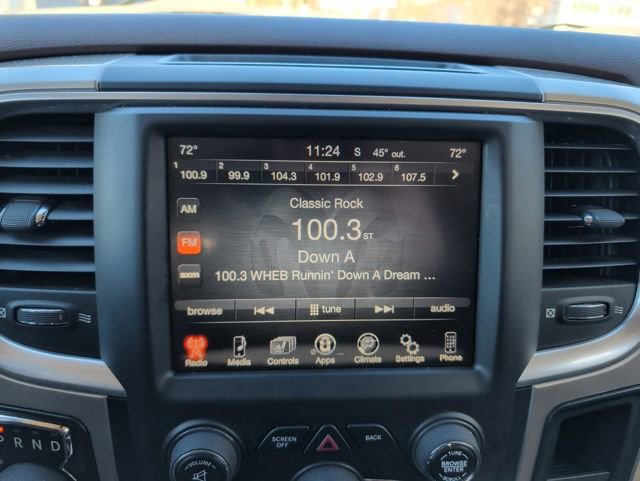 72° 11:24 S 45° out. 72°
1 2 3 4 5 6
100.9 99.9 104.3 101.9 102.9 107.5
Classic Rock
AM
100.3 ST
FM
Down A
sxm 100.3 WHEB Runnin' Down A Dream ...
browse tune audio
Radio Media Controls Apps ... Climate Settings Phone
P R N D
SCREEN OFF BACK
VOLUME
TUNE
BROWSE
ENTER
SCROLL